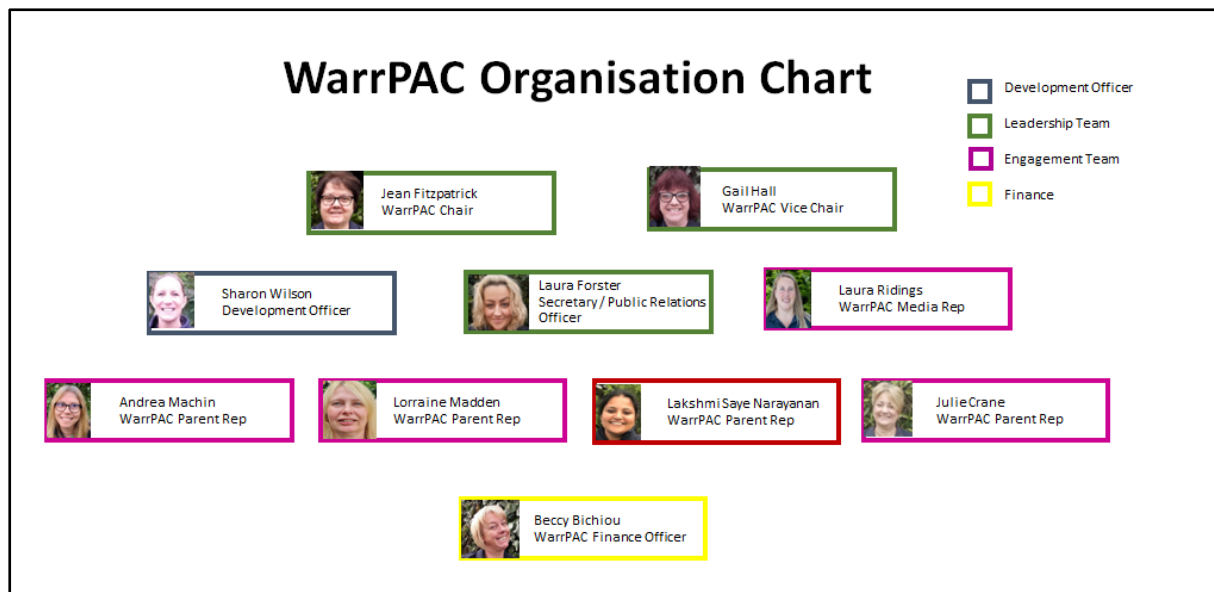 WarrPAC Organisation Chart
Development Officer
Leadership Team
Engagement Team
Finance
Jean Fitzpatrick
WarrPAC Chair
Gail Hall
WarrPAC Vice Chair
Sharon Wilson
Development Officer
Laura Forster
Secretary / Public Relations
Officer
Laura Ridings
WarrPAC Media Rep
Andrea Machin
WarrPAC Parent Rep
Lorraine Madden
WarrPAC Parent Rep
Lakshmi Saye Narayanan
WarrPAC Parent Rep
Julie Crane
WarrPAC Parent Rep
Beccy Bichiou
WarrPAC Finance Officer